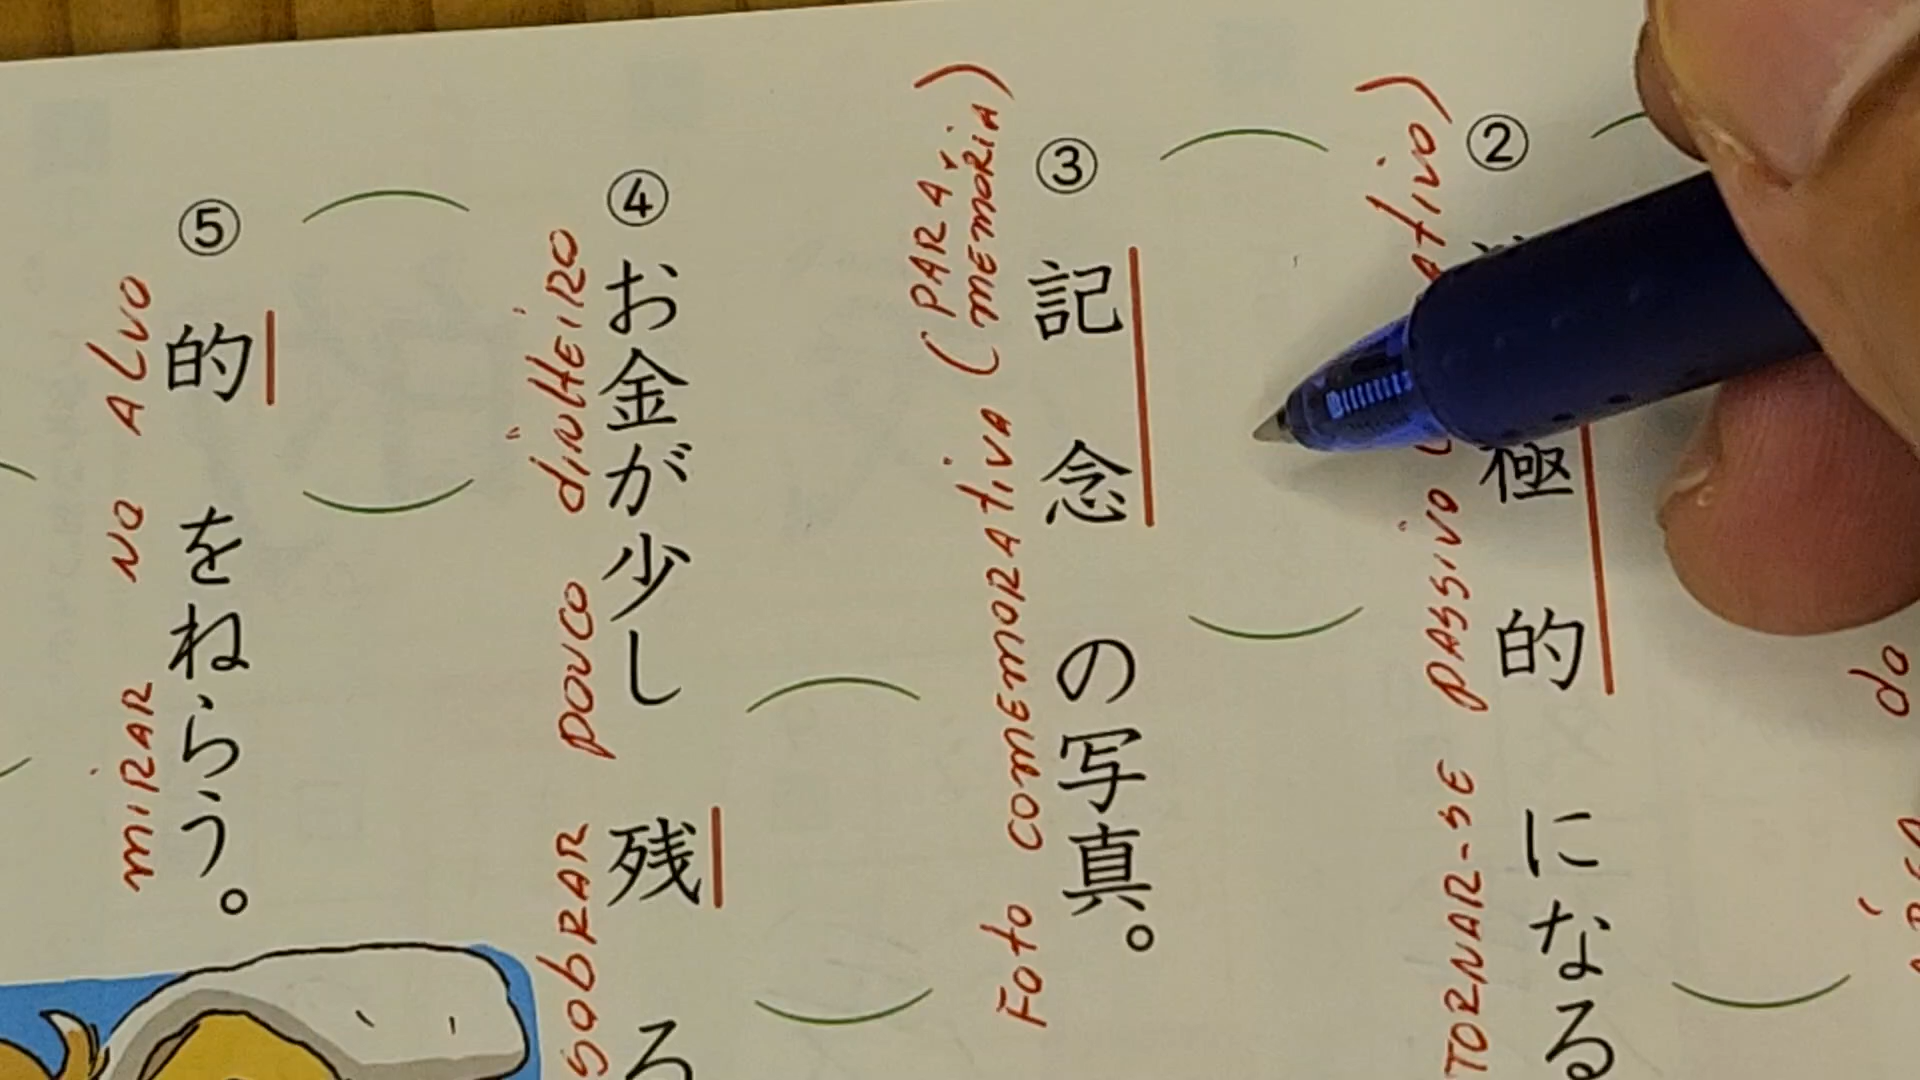 ②
極的になる
TORNAR-SE PASSIVO
③
記念の写真。
FOTO COMEMORATIVA (PARA MEMÓRIA)
④
お金が少し残る
SOBRAR POUCO DINHEIRO
⑤
的をねらう。
MIRAR NO ALVO
do